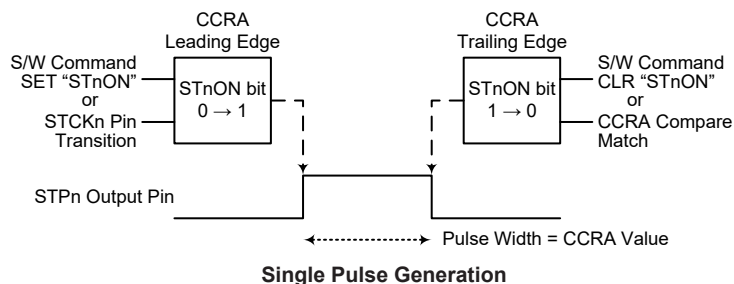 CCRA
Leading Edge
CCRA
Trailing Edge
S/W Command
SET “STnON”
or
STCKn Pin
Transition
STnON bit
0 → 1
STnON bit
1 → 0
S/W Command
CLR “STnON”
or
CCRA Compare
Match
STPn Output Pin
Pulse Width = CCRA Value
Single Pulse Generation